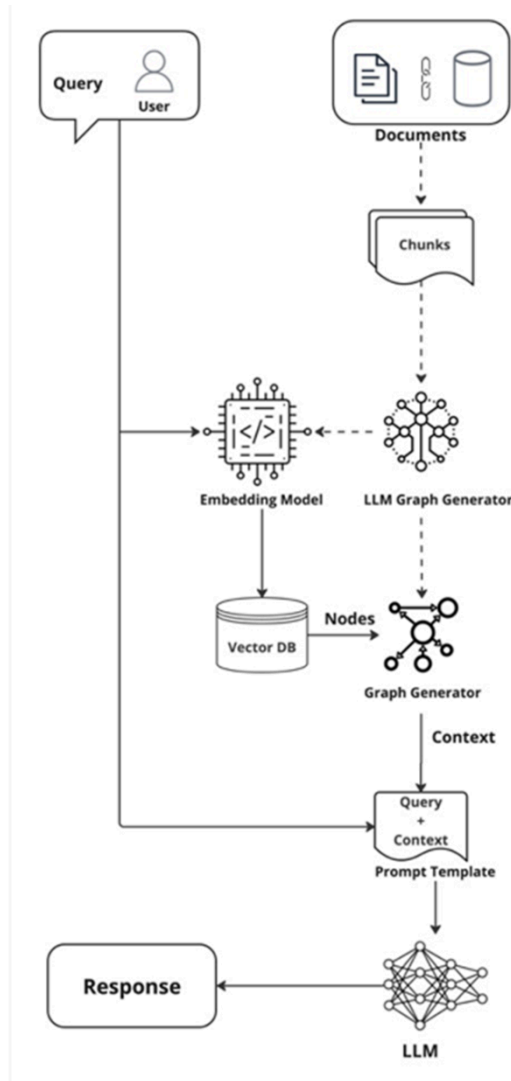 Query
User
Documents
Chunks
Embedding Model
LLM Graph Generator
Vector DB
Nodes
Graph Generator
Context
Query
+
Context
Prompt Template
Response
LLM